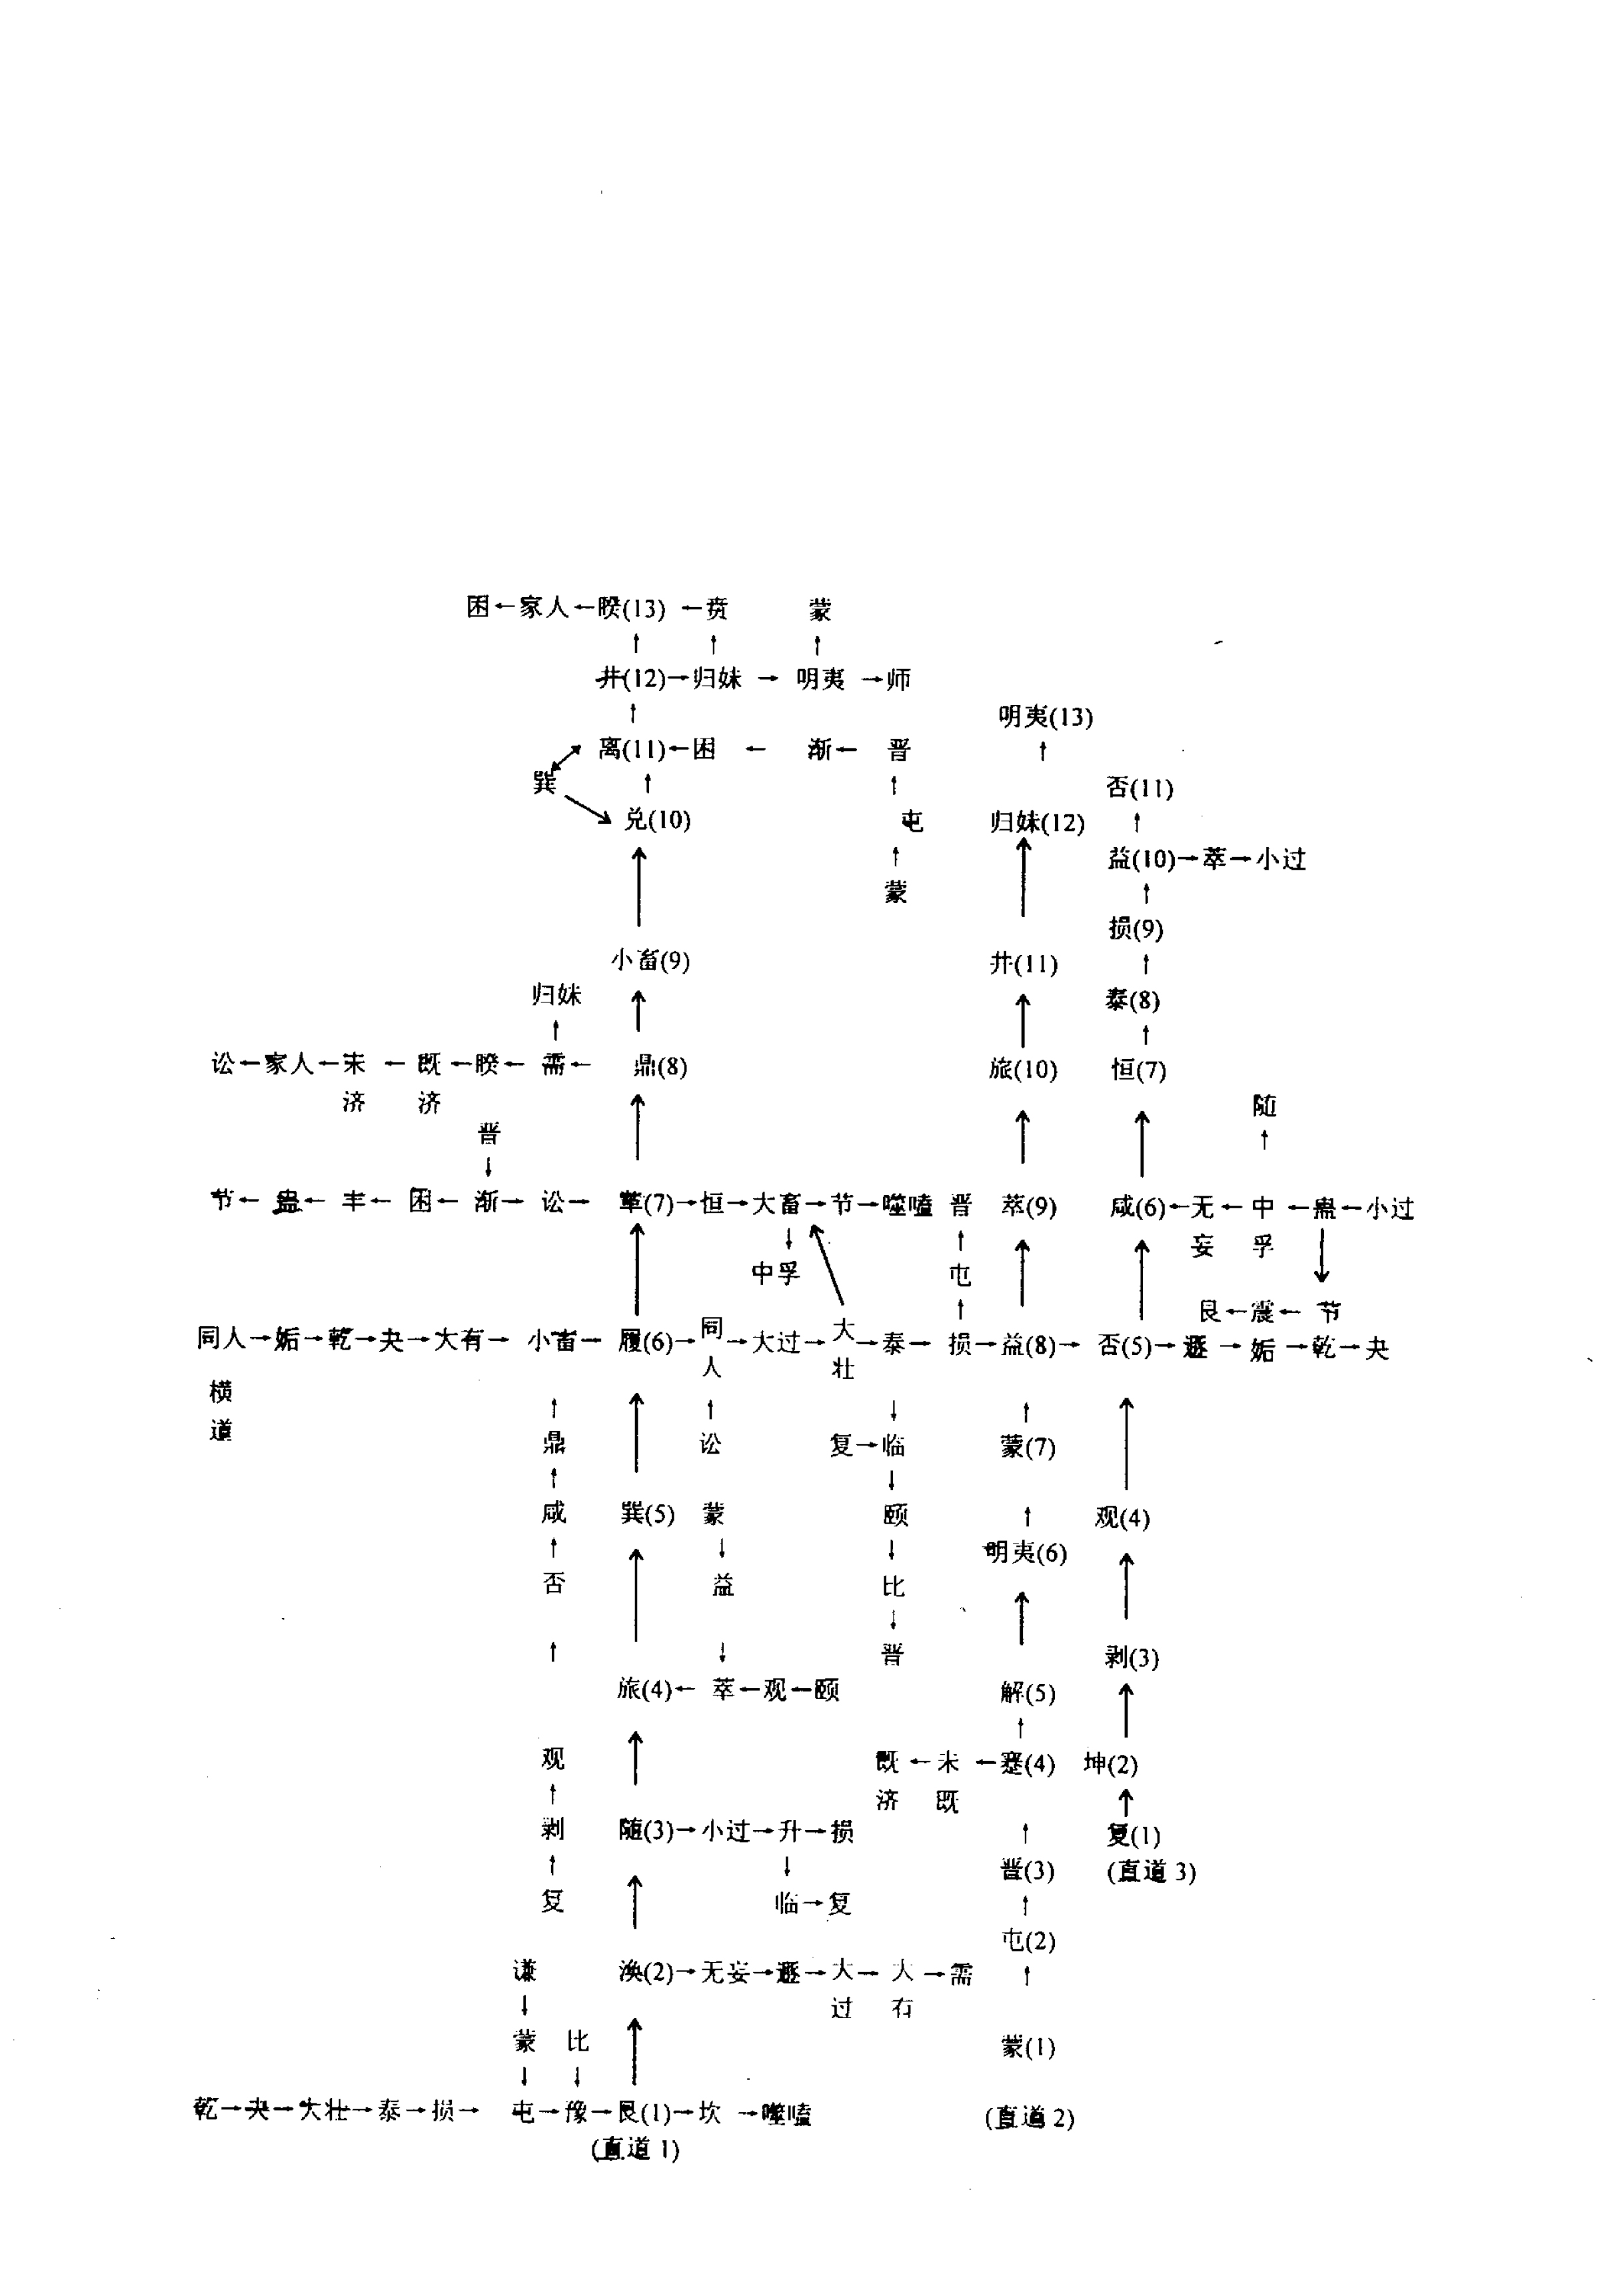 困←家人←睽(13) ←贲 蒙
↑ ↑ ↑
井(12)→归妹 → 明夷 →师
↑ 明夷(13)
离(11)←困 ← 渐← 晋 ↑
巽 ↑ ↑ 否(11)
兑(10) 屯 归妹(12) ↑
↑ 益(10)→萃→小过
蒙 ↑
损(9)
小畜(9) 井(11) ↑
归妹 泰(8)
↑ ↑
讼←家人←未 ← 既←睽← 需← 鼎(8) 旅(10) 恒(7)
济 济 随
晋 ↑
↓
节← 蛊← 丰← 困← 渐→ 讼→ 革(7)→恒→大畜→节→噬嗑 晋 萃(9) 咸(6)←无← 中 ←蛊←小过
↓ ↑ 妄 孚
中孚 屯
↑ 艮←震← 节
同人→姤→乾→夬→大有→ 小畜→ 履(6)→同→大过→大→泰→ 损→益(8)→ 否(5)→遯 →姤→乾→夬
人 壮
横
道 ↑ ↑ ↓ ↑
鼎 讼 复→临 蒙(7)
↑ ↓
咸 巽(5) 蒙 颐 ↑ 观(4)
↑ ↓ ↓ 明夷(6)
否 益 比
↓
↑ ↓ 晋 剥(3)
旅(4)← 萃←观←颐 解(5)
↑
观 既 ←未 ←蹇(4) 坤(2)
↑ 济 既
剥 随(3)→小过→升→损 ↑ 复(1)
↑ ↓ 晋(3) (直道 3)
复 临→复 ↑
屯(2)
谦 涣(2)→无妄→遯→大→ 大 →需 ↑
↓ 过 有
蒙 比 蒙(1)
↓ ↓
乾→夬→大壮→泰→损→ 屯→豫→艮(1)→坎 →噬嗑 (直道 2)
(直道 1)